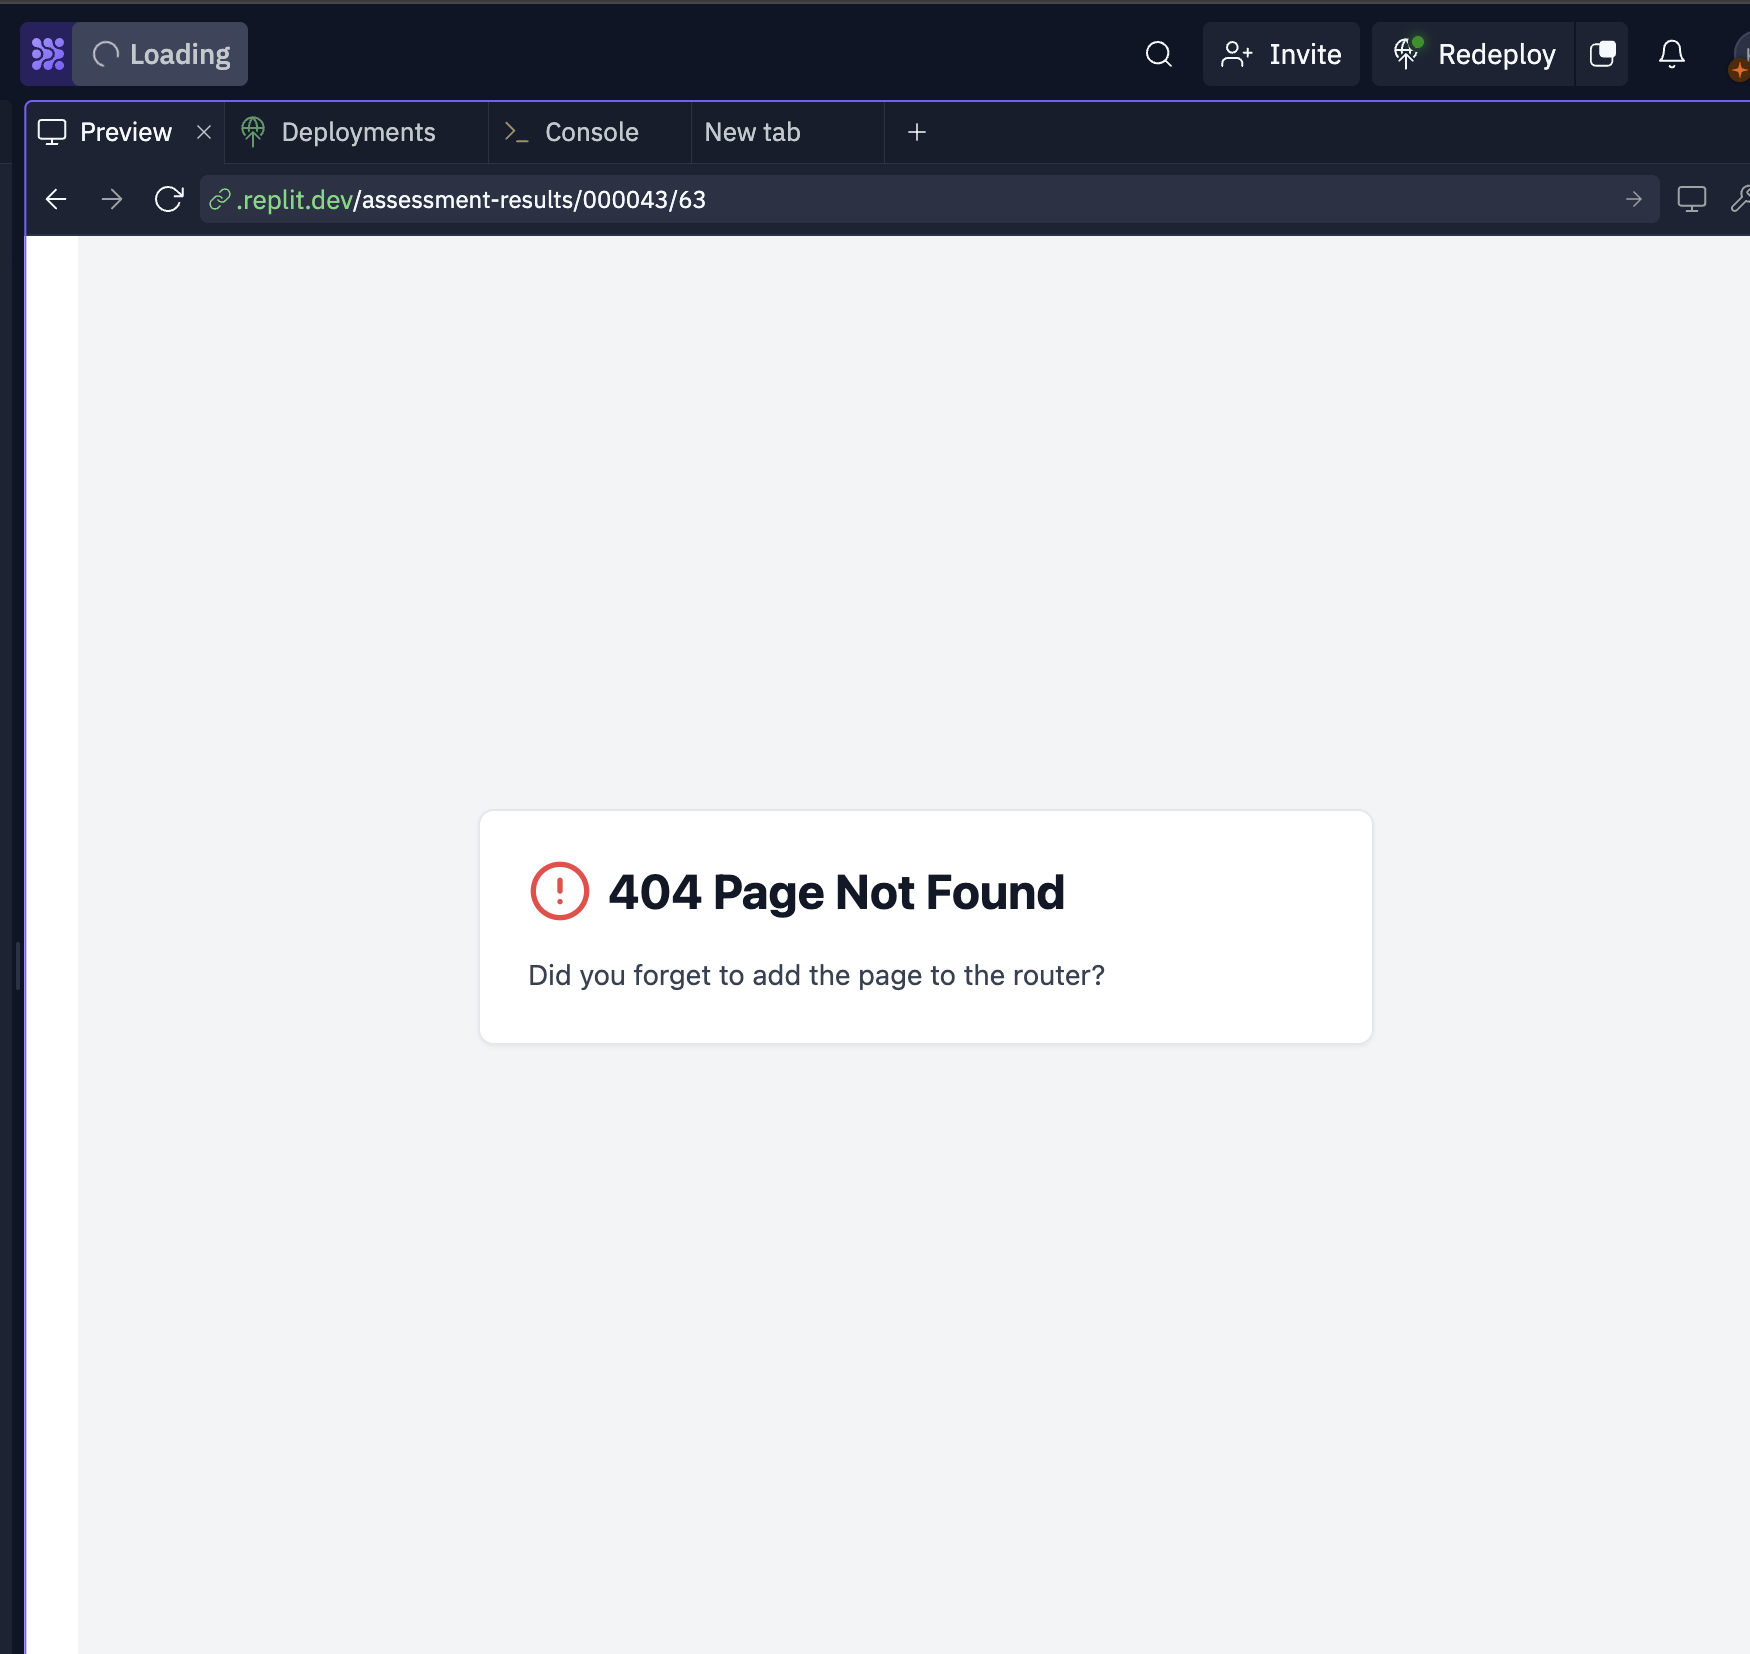 Loading
Invite
Redeploy
Preview
Deployments
Console
New tab
.replit.dev/assessment-results/000043/63
404 Page Not Found
Did you forget to add the page to the router?